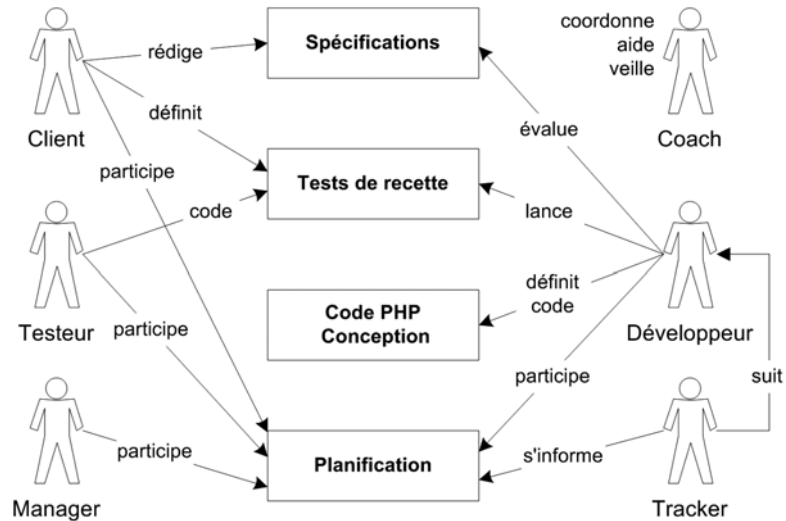 coordonne
aide
veille
rédige
Spécifications
définit
Client
Coach
évalue
participe
Tests de recette
code
lance
définit
code
Code PHP
Conception
Testeur
participe
Développeur
participe
suit
participe
Planification
s'informe
Manager
Tracker